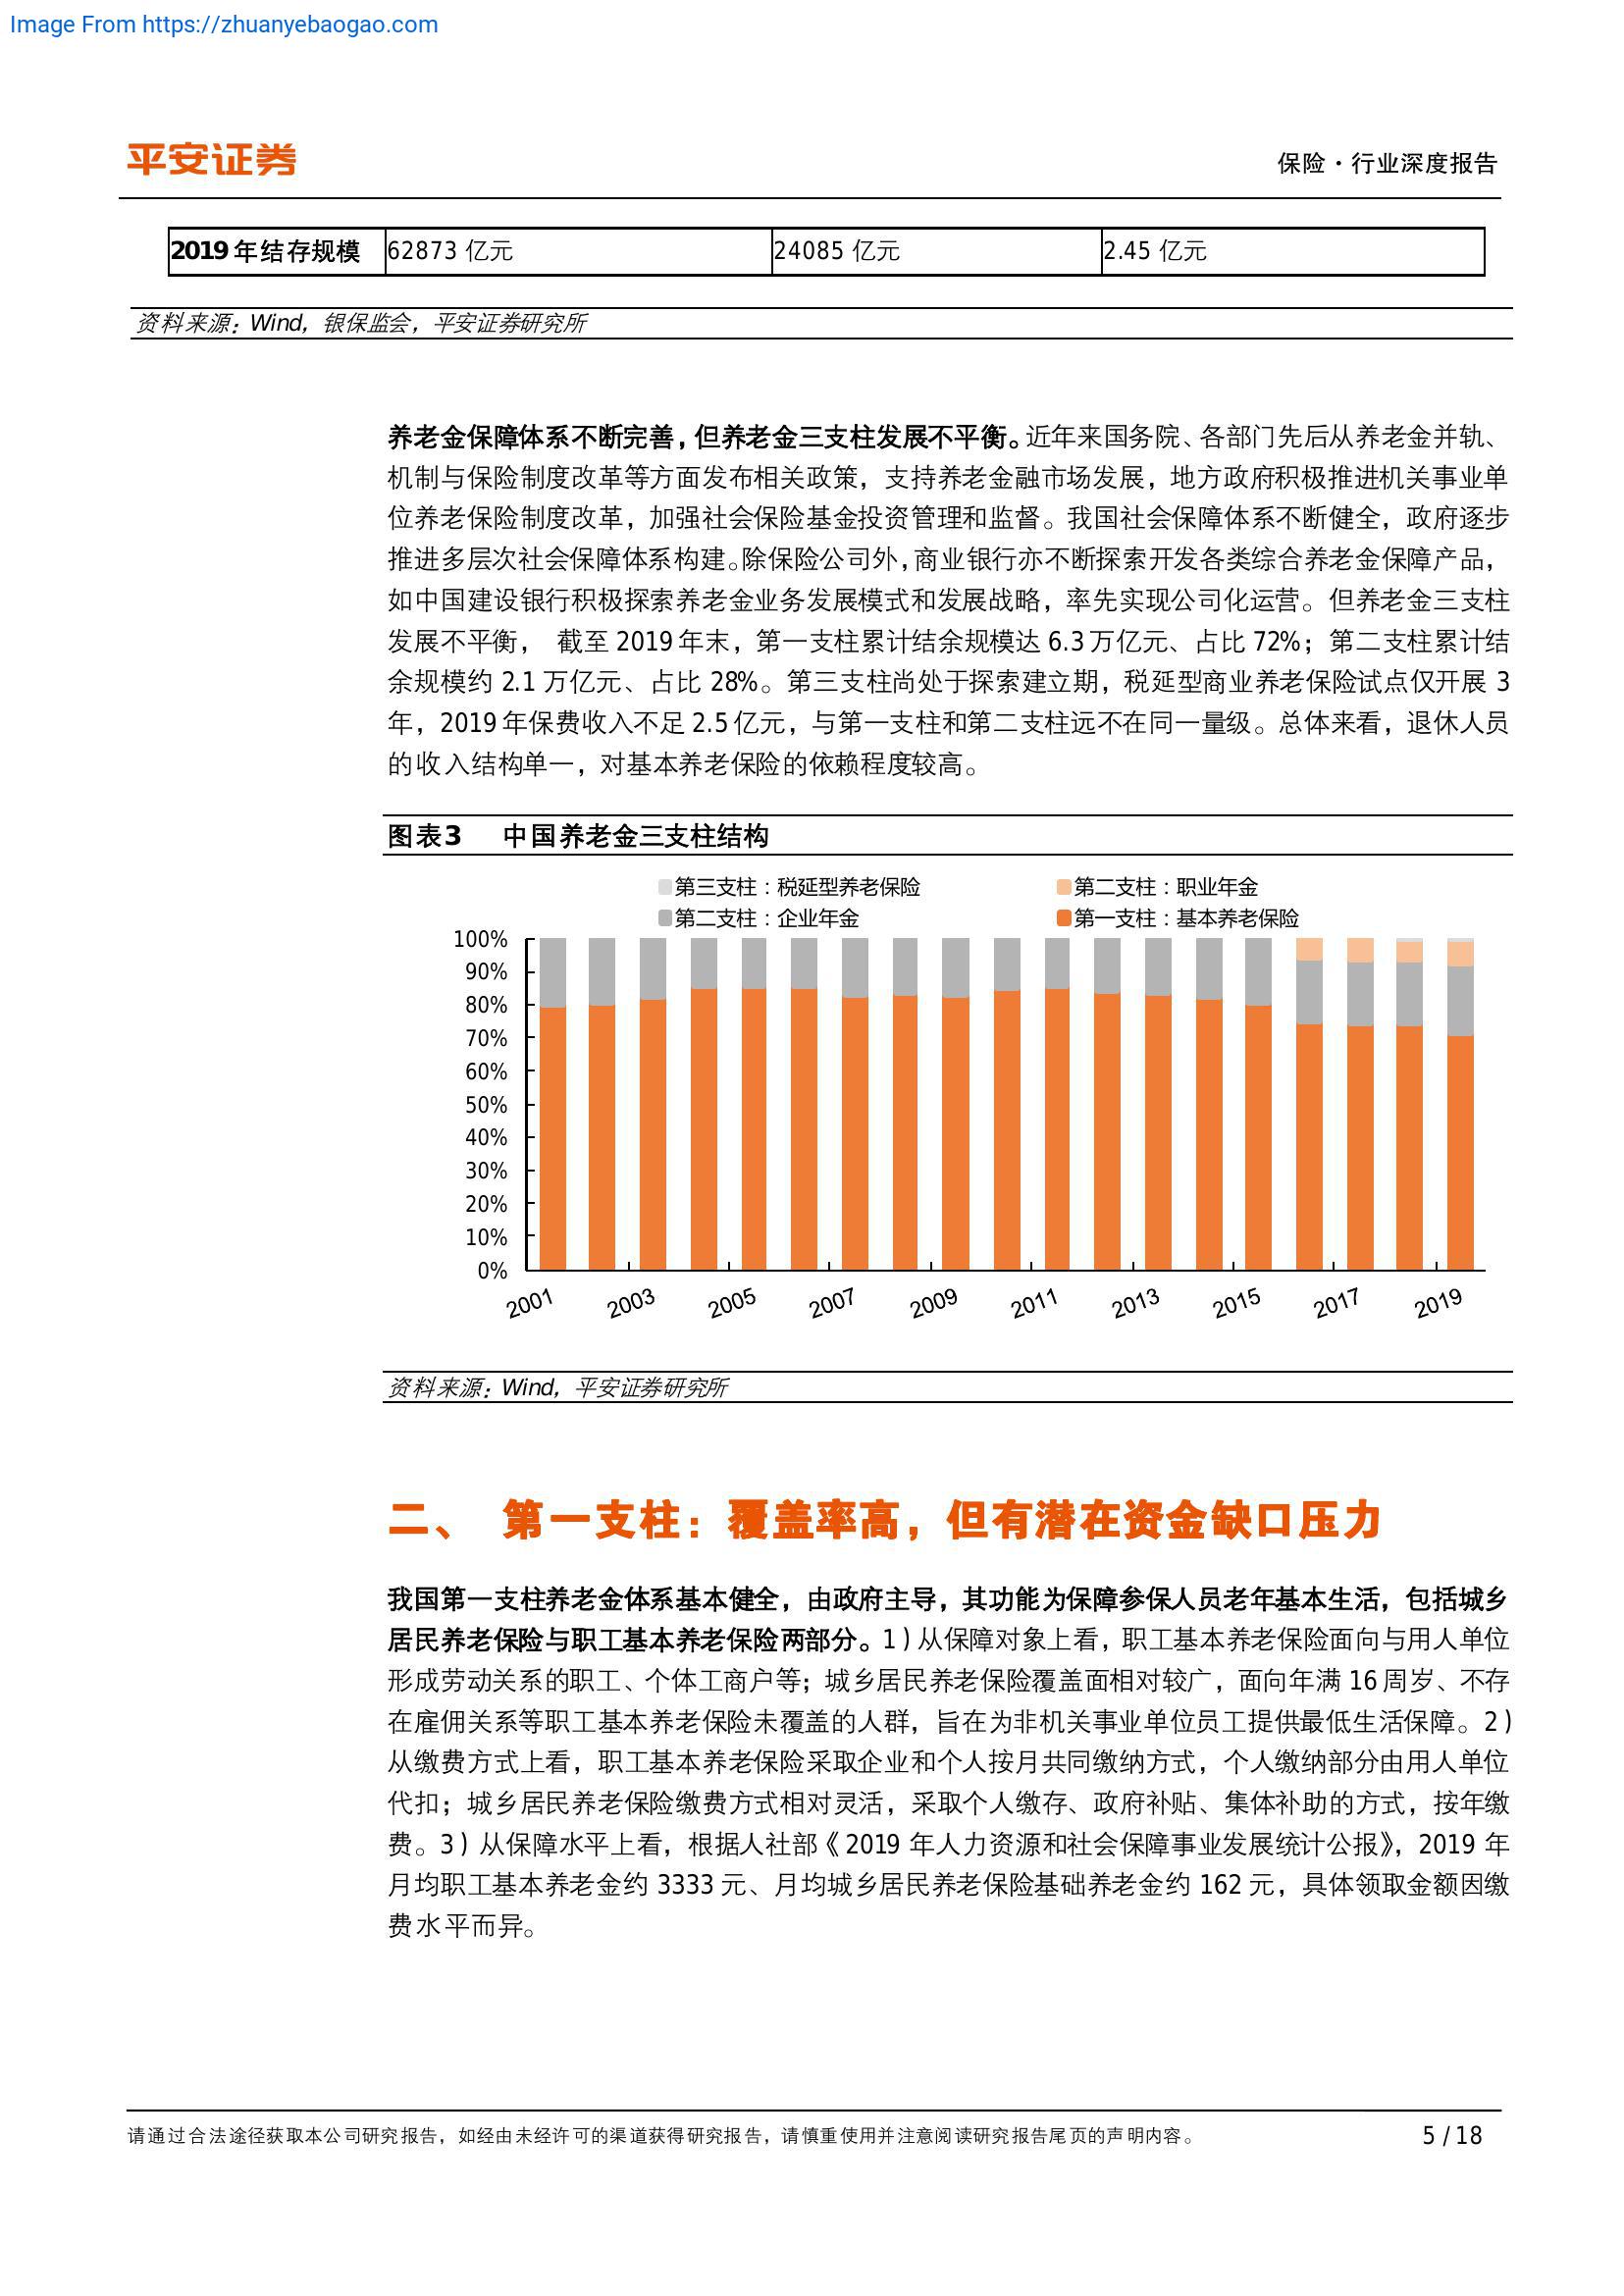 Image From https://zhuanyebaogao.com
平安证券
保险·行业深度报告
2019年结存规模 62873 亿元 24085 亿元 2.45 亿元
资料来源：Wind，银保监会，平安证券研究所
养老金保障体系不断完善，但养老金三支柱发展不平衡。近年来国务院、各部门先后从养老金并轨、
机制与保险制度改革等方面发布相关政策，支持养老金融市场发展，地方政府积极推进机关事业单
位养老保险制度改革，加强社会保险基金投资管理和监督。我国社会保障体系不断健全，政府逐步
推进多层次社会保障体系构建。除保险公司外，商业银行亦不断探索开发各类综合养老金保障产品，
如中国建设银行积极探索养老金业务发展模式和发展战略，率先实现公司化运营。但养老金三支柱
发展不平衡， 截至 2019 年末，第一支柱累计结余规模达 6.3 万亿元、占比 72%；第二支柱累计结
余规模约 2.1 万亿元、占比 28%。第三支柱尚处于探索建立期，税延型商业养老保险试点仅开展 3
年，2019 年保费收入不足 2.5 亿元，与第一支柱和第二支柱远不在同一量级。总体来看，退休人员
的收入结构单一，对基本养老保险的依赖程度较高。
图表3 中国养老金三支柱结构
第三支柱：税延型养老保险 第二支柱：职业年金
第二支柱：企业年金 第一支柱：基本养老保险
100%
90%
80%
70%
60%
50%
40%
30%
20%
10%
0%
2001 2003 2005 2007 2009 2011 2013 2015 2017 2019
资料来源：Wind，平安证券研究所
二、 第一支柱：覆盖率高，但有潜在资金缺口压力
我国第一支柱养老金体系基本健全，由政府主导，其功能为保障参保人员老年基本生活，包括城乡
居民养老保险与职工基本养老保险两部分。1）从保障对象上看，职工基本养老保险面向与用人单位
形成劳动关系的职工、个体工商户等；城乡居民养老保险覆盖面相对较广，面向年满 16 周岁、不存
在雇佣关系等职工基本养老保险未覆盖的人群，旨在为非机关事业单位员工提供最低生活保障。2）
从缴费方式上看，职工基本养老保险采取企业和个人按月共同缴纳方式，个人缴纳部分由用人单位
代扣；城乡居民养老保险缴费方式相对灵活，采取个人缴存、政府补贴、集体补助的方式，按年缴
费。3）从保障水平上看，根据人社部《2019 年人力资源和社会保障事业发展统计公报》，2019 年
月均职工基本养老金约 3333 元、月均城乡居民养老保险基础养老金约 162 元，具体领取金额因缴
费水平而异。
请通过合法途径获取本公司研究报告，如经由未经许可的渠道获得研究报告，请慎重使用并注意阅读研究报告尾页的声明内容。
5 / 18